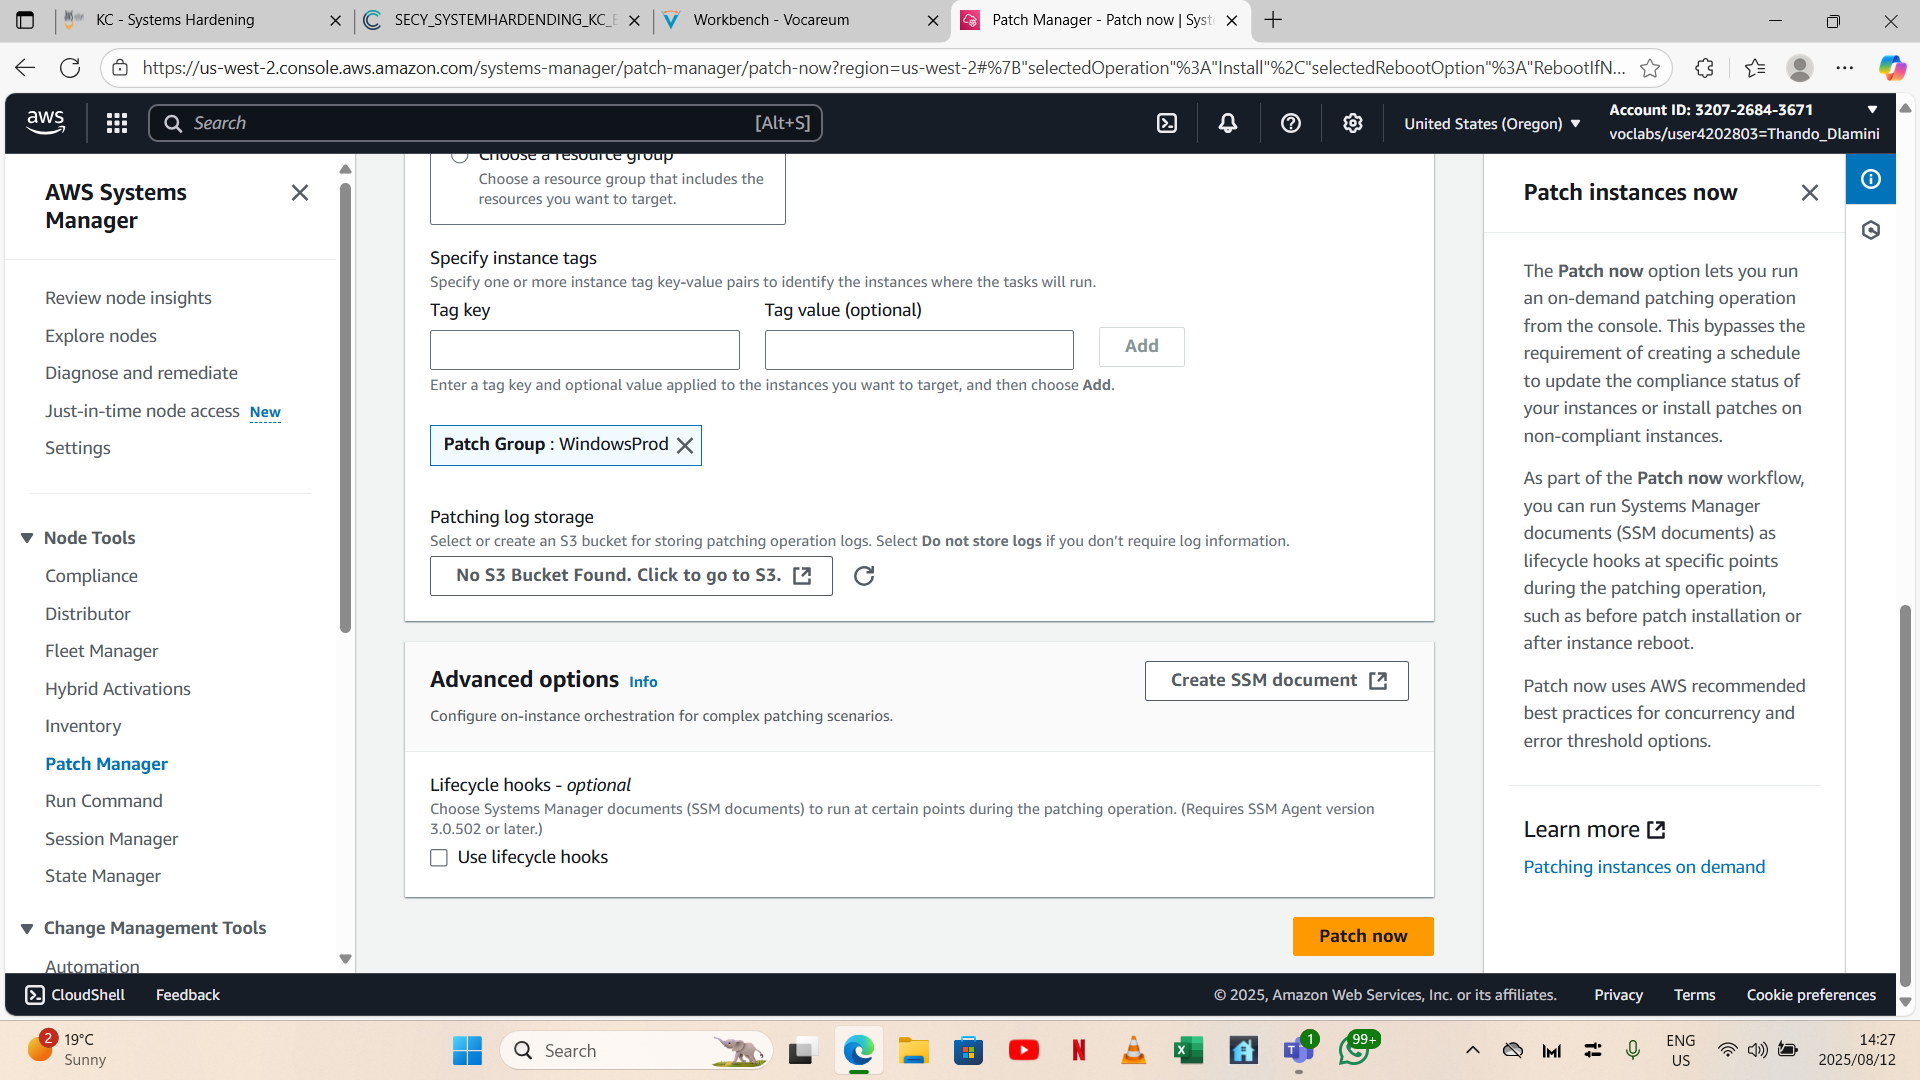 KC - Systems Hardening
SECY_SYSTEMHARDENDING_KC_E
Workbench - Vocareum
Patch Manager - Patch now | Syst
https://us-west-2.console.aws.amazon.com/systems-manager/patch-manager/patch-now?region=us-west-2#%7B"selectedOperation"%3A"Install"%2C"selectedRebootOption"%3A"RebootIfN...
aws
Search
[Alt+S]
United States (Oregon)
Account ID: 3207-2684-3671
voclabs/user4202803=Thando_Dlamini
AWS Systems
Manager
Review node insights
Explore nodes
Diagnose and remediate
Just-in-time node access New
Settings
Node Tools
Compliance
Distributor
Fleet Manager
Hybrid Activations
Inventory
Patch Manager
Run Command
Session Manager
State Manager
Change Management Tools
Automation
Choose a resource group
Choose a resource group that includes the
resources you want to target.
Specify instance tags
Specify one or more instance tag key-value pairs to identify the instances where the tasks will run.
Tag key
Tag value (optional)
Add
Enter a tag key and optional value applied to the instances you want to target, and then choose Add.
Patch Group : WindowsProd
Patching log storage
Select or create an S3 bucket for storing patching operation logs. Select Do not store logs if you don't require log information.
No S3 Bucket Found. Click to go to S3.
Advanced options Info
Create SSM document
Configure on-instance orchestration for complex patching scenarios.
Lifecycle hooks - optional
Choose Systems Manager documents (SSM documents) to run at certain points during the patching operation. (Requires SSM Agent version
3.0.502 or later.)
Use lifecycle hooks
Patch now
Patch instances now
The Patch now option lets you run
an on-demand patching operation
from the console. This bypasses the
requirement of creating a schedule
to update the compliance status of
your instances or install patches on
non-compliant instances.
As part of the Patch now workflow,
you can run Systems Manager
documents (SSM documents) as
lifecycle hooks at specific points
during the patching operation,
such as before patch installation or
after instance reboot.
Patch now uses AWS recommended
best practices for concurrency and
error threshold options.
Learn more
Patching instances on demand
CloudShell
Feedback
© 2025, Amazon Web Services, Inc. or its affiliates.
Privacy
Terms
Cookie preferences
2
19°C
Sunny
Search
1
99+
ENG
US
14:27
2025/08/12